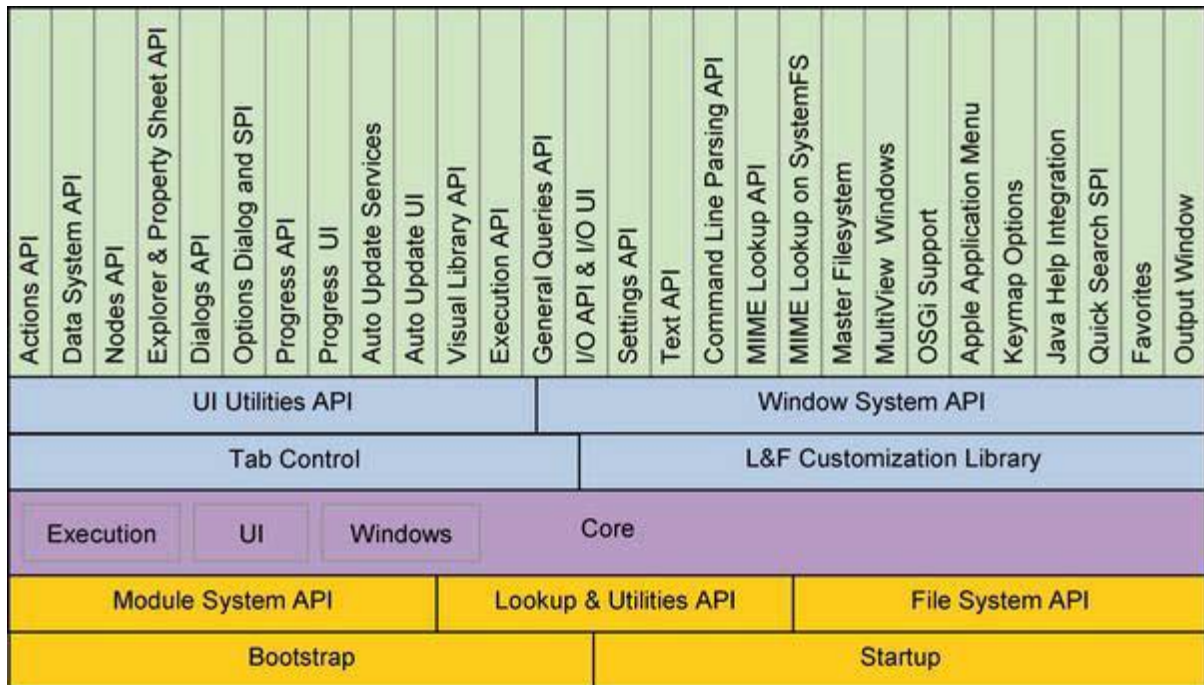 Actions API
Data System API
Nodes API
Explorer & Property Sheet API
Dialogs API
Options Dialog and SPI
Progress API
Progress UI
Auto Update Services
Auto Update UI
Visual Library API
Execution API
General Queries API
I/O API & I/O UI
Settings API
Text API
Command Line Parsing API
MIME Lookup API
MIME Lookup on SystemFS
Master Filesystem
MultiView Windows
OSGi Support
Apple Application Menu
Keymap Options
Java Help Integration
Quick Search SPI
Favorites
Output Window
UI Utilities API
Window System API
Tab Control
L&F Customization Library
Execution
UI
Windows
Core
Module System API
Lookup & Utilities API
File System API
Bootstrap
Startup